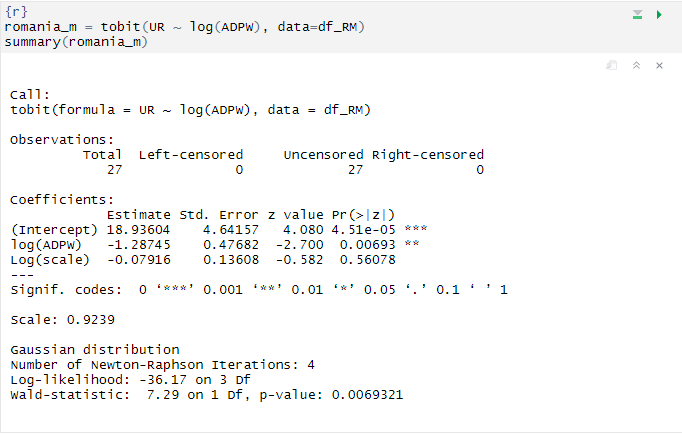 {r}
romania_m = tobit(UR ~ log(ADPW), data=df_RM)
summary(romania_m)
Call:
tobit(formula = UR ~ log(ADPW), data = df_RM)
Observations:
Total Left-censored Uncensored Right-censored
27 0 27 0
Coefficients:
Estimate Std. Error z value Pr(>|z|)
(Intercept) 18.93604 4.64157 4.080 4.51e-05 ***
log(ADPW) -1.28745 0.47682 -2.700 0.00693 **
Log(scale) -0.07916 0.13608 -0.582 0.56078
---
Signif. codes: 0 ‘***’ 0.001 ‘**’ 0.01 ‘*’ 0.05 ‘.’ 0.1 ‘ ’ 1
Scale: 0.9239
Gaussian distribution
Number of Newton-Raphson Iterations: 4
Log-likelihood: -36.17 on 3 Df
Wald-statistic: 7.29 on 1 Df, p-value: 0.0069321